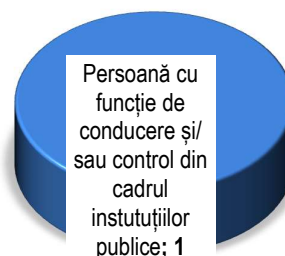 Persoană cu
funcție de
conducere și/
sau control din
cadrul
instutuțiilor
publice; 1